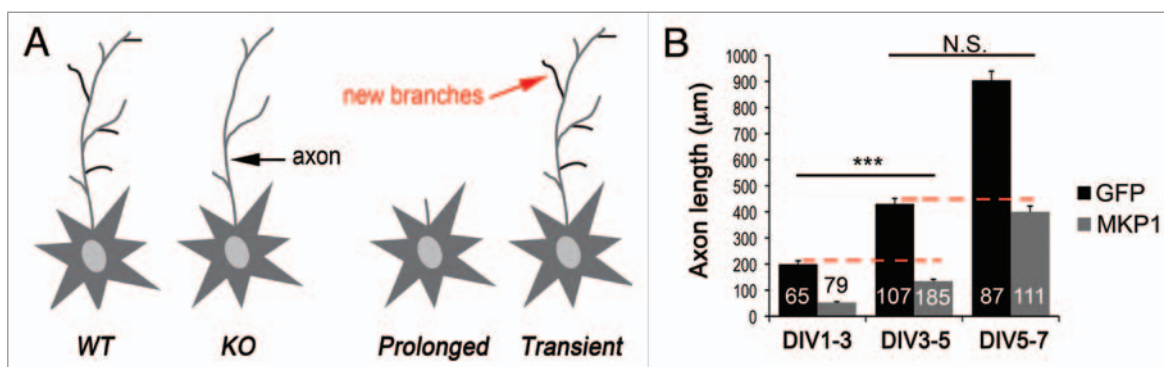 A
new branches
axon
WT
KO
Prolonged
Transient
B
N.S.
***
Axon length (µm)
1000
900
800
700
600
500
400
300
200
100
0
65
79
107
185
87
111
DIV1-3
DIV3-5
DIV5-7
GFP
MKP1